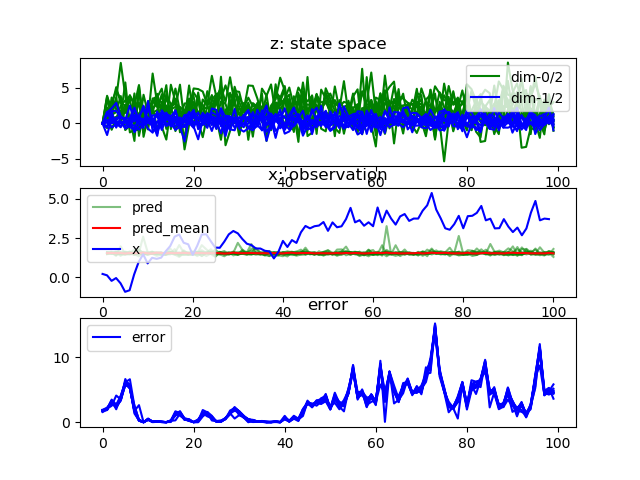 z: state space
5
0
−5
dim-0/2
dim-1/2
0 20 40 60 80 100
x: observation
5.0
2.5
0.0
pred
pred_mean
x
0 20 40 60 80 100
error
10
0
error
0 20 40 60 80 100